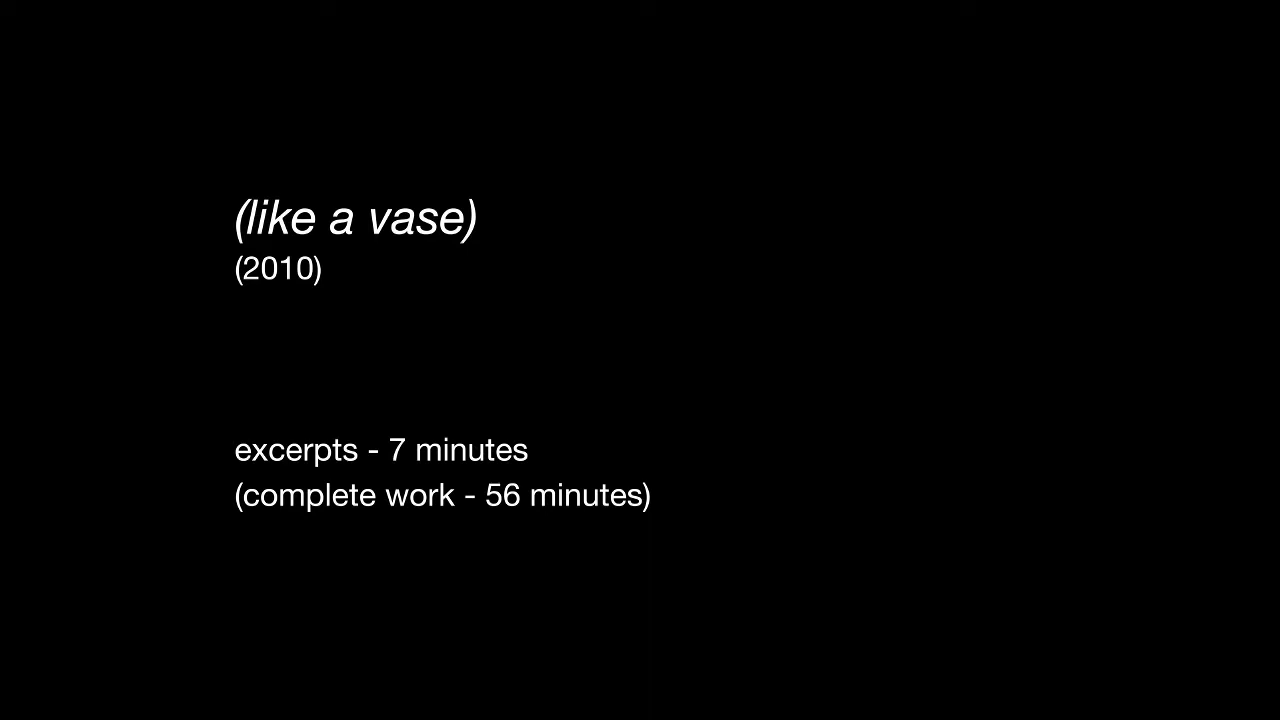 (like a vase)
(2010)
excerpts - 7 minutes
(complete work - 56 minutes)